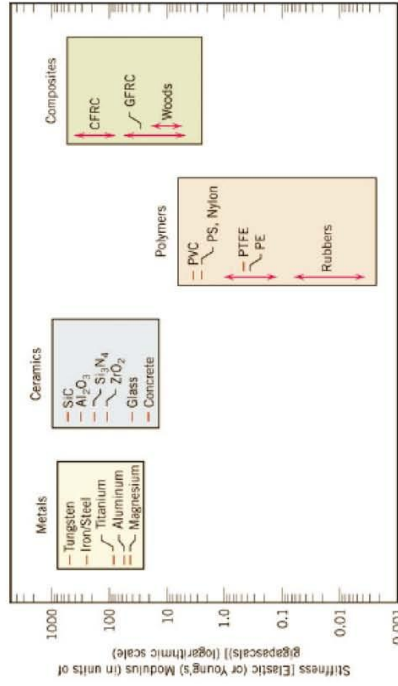 Composites
CFRC
GFRC
Woods
Polymers
PVC
PS, Nylon
PTFE
PE
Rubbers
Ceramics
SiC
Al₂O₃
Si₃N₄
ZrO₂
Glass
Concrete
Metals
Tungsten
Iron/Steel
Titanium
Aluminum
Magnesium
1000
100
10
1.0
0.1
0.01
0.001
Stiffness [Elastic (or Young's) Modulus (in units of
gigapascals)] (logarithmic scale)